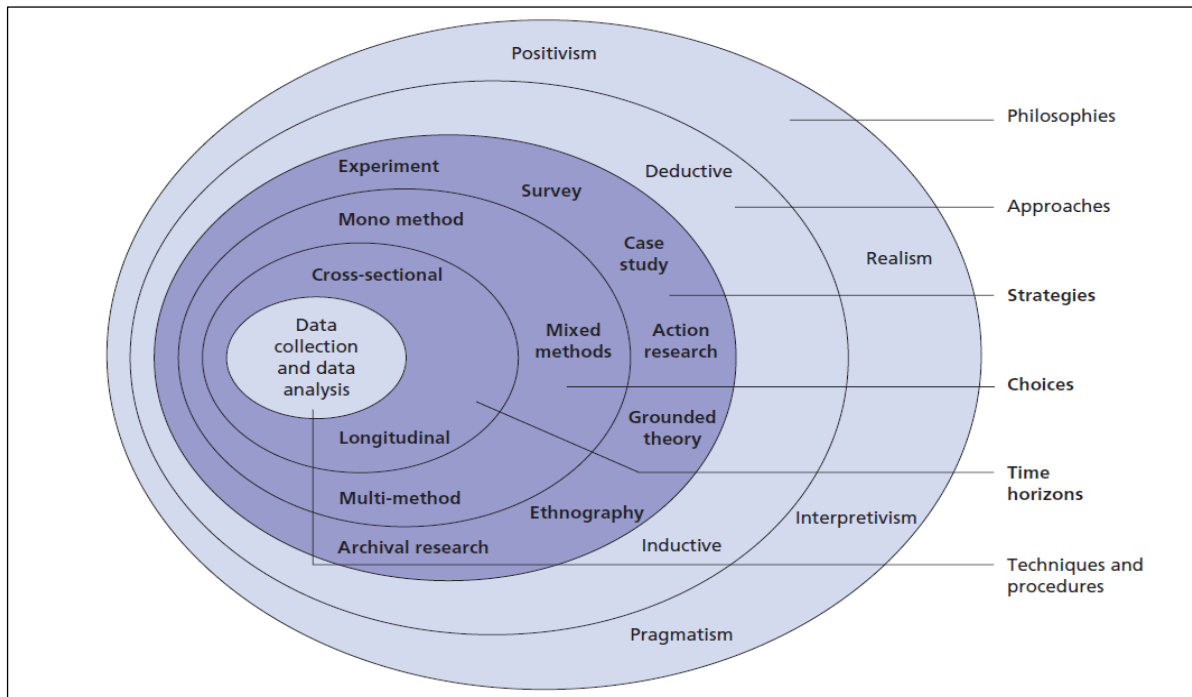 Positivism
Philosophies
Experiment
Deductive
Survey
Approaches
Mono method
Case
study
Realism
Cross-sectional
Strategies
Data
collection
and data
analysis
Mixed
methods
Action
research
Choices
Grounded
theory
Longitudinal
Time
horizons
Multi-method
Ethnography
Interpretivism
Archival research
Inductive
Techniques and
procedures
Pragmatism